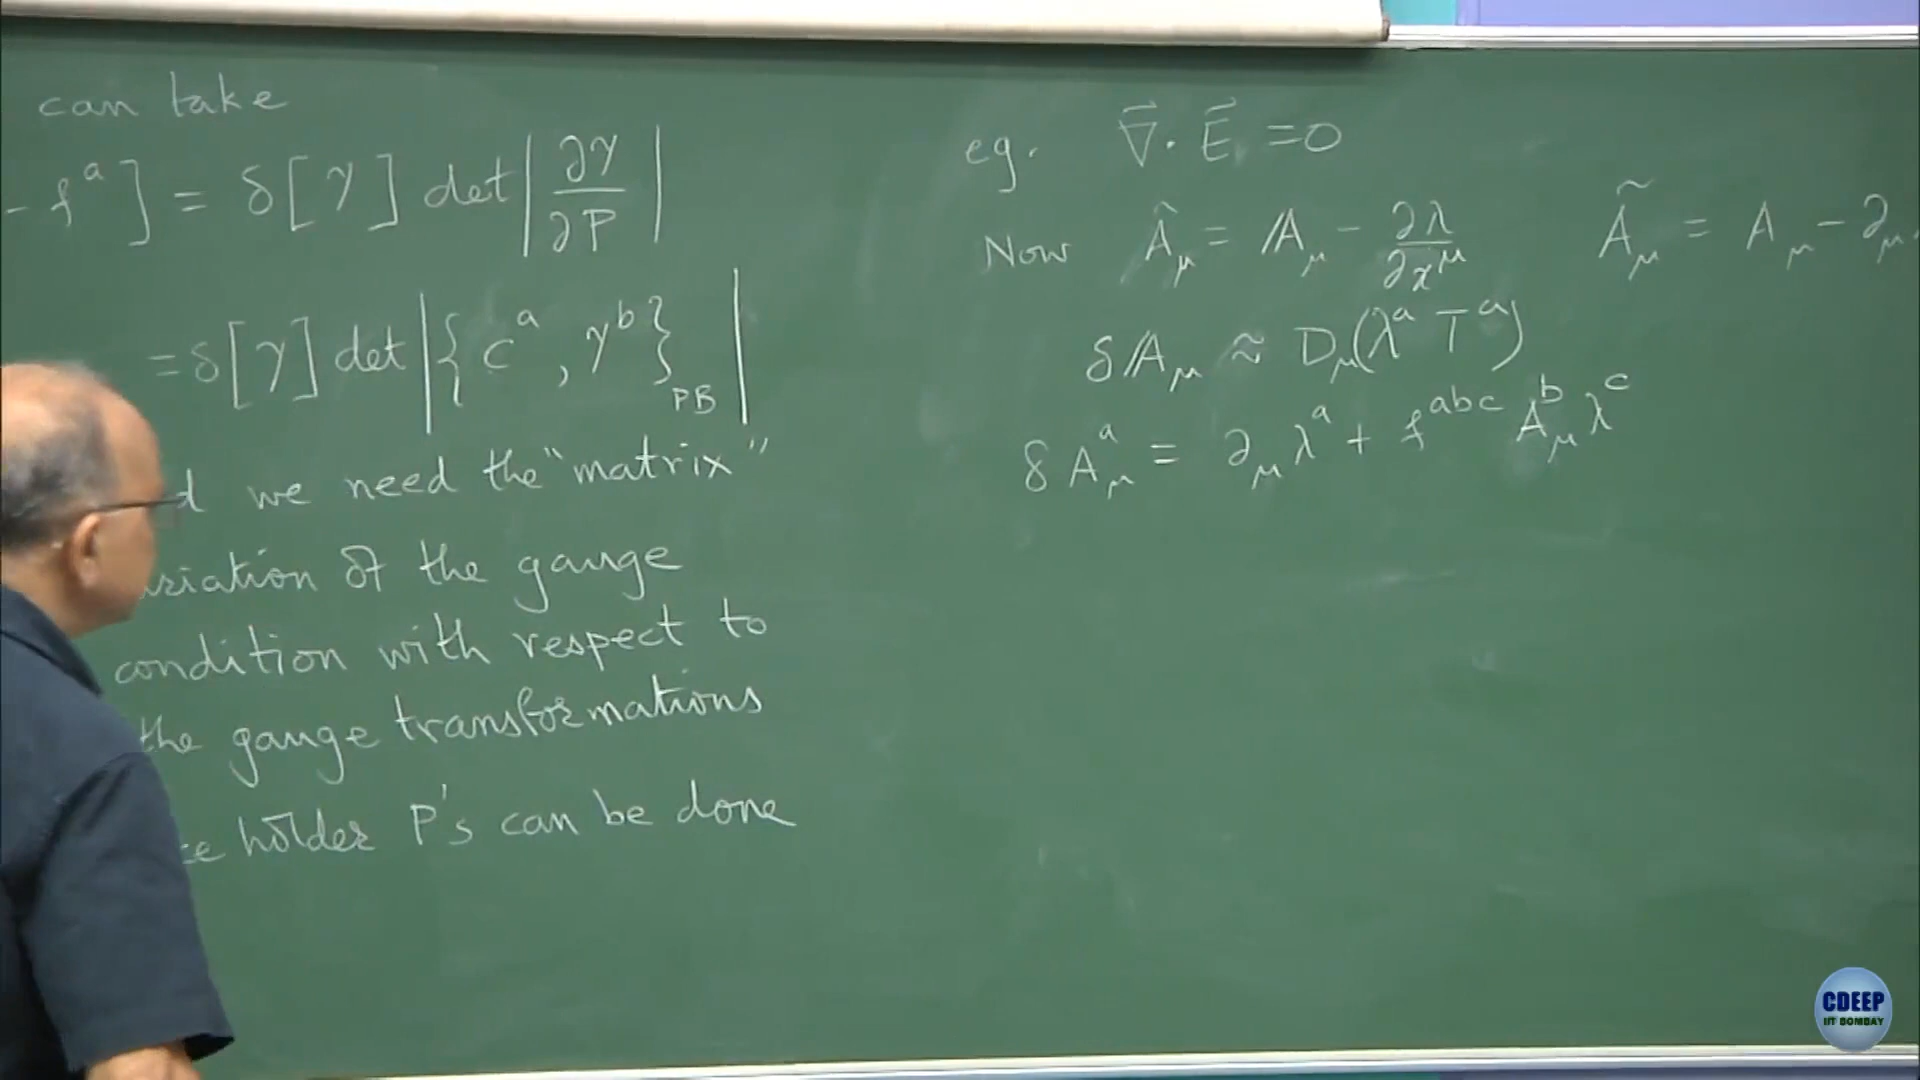 can take
- f^a ] = δ[γ] det | ∂γ / ∂P |
= δ[γ] det | { C^a , γ^b }_PB |
we need the "matrix"
of the gauge
condition with respect to
the gauge transformations
holder P's can be done
eg. ∇⃗ · E⃗ = 0
Now Â_μ = A_μ - ∂λ / ∂x^μ Ã_μ = A_μ - ∂_μ
δA_μ ≈ D_μ(λ^a T^a)
δA^a_μ = ∂_μ λ^a + f^abc A^b_μ λ^c
CDEEP
IIT BOMBAY